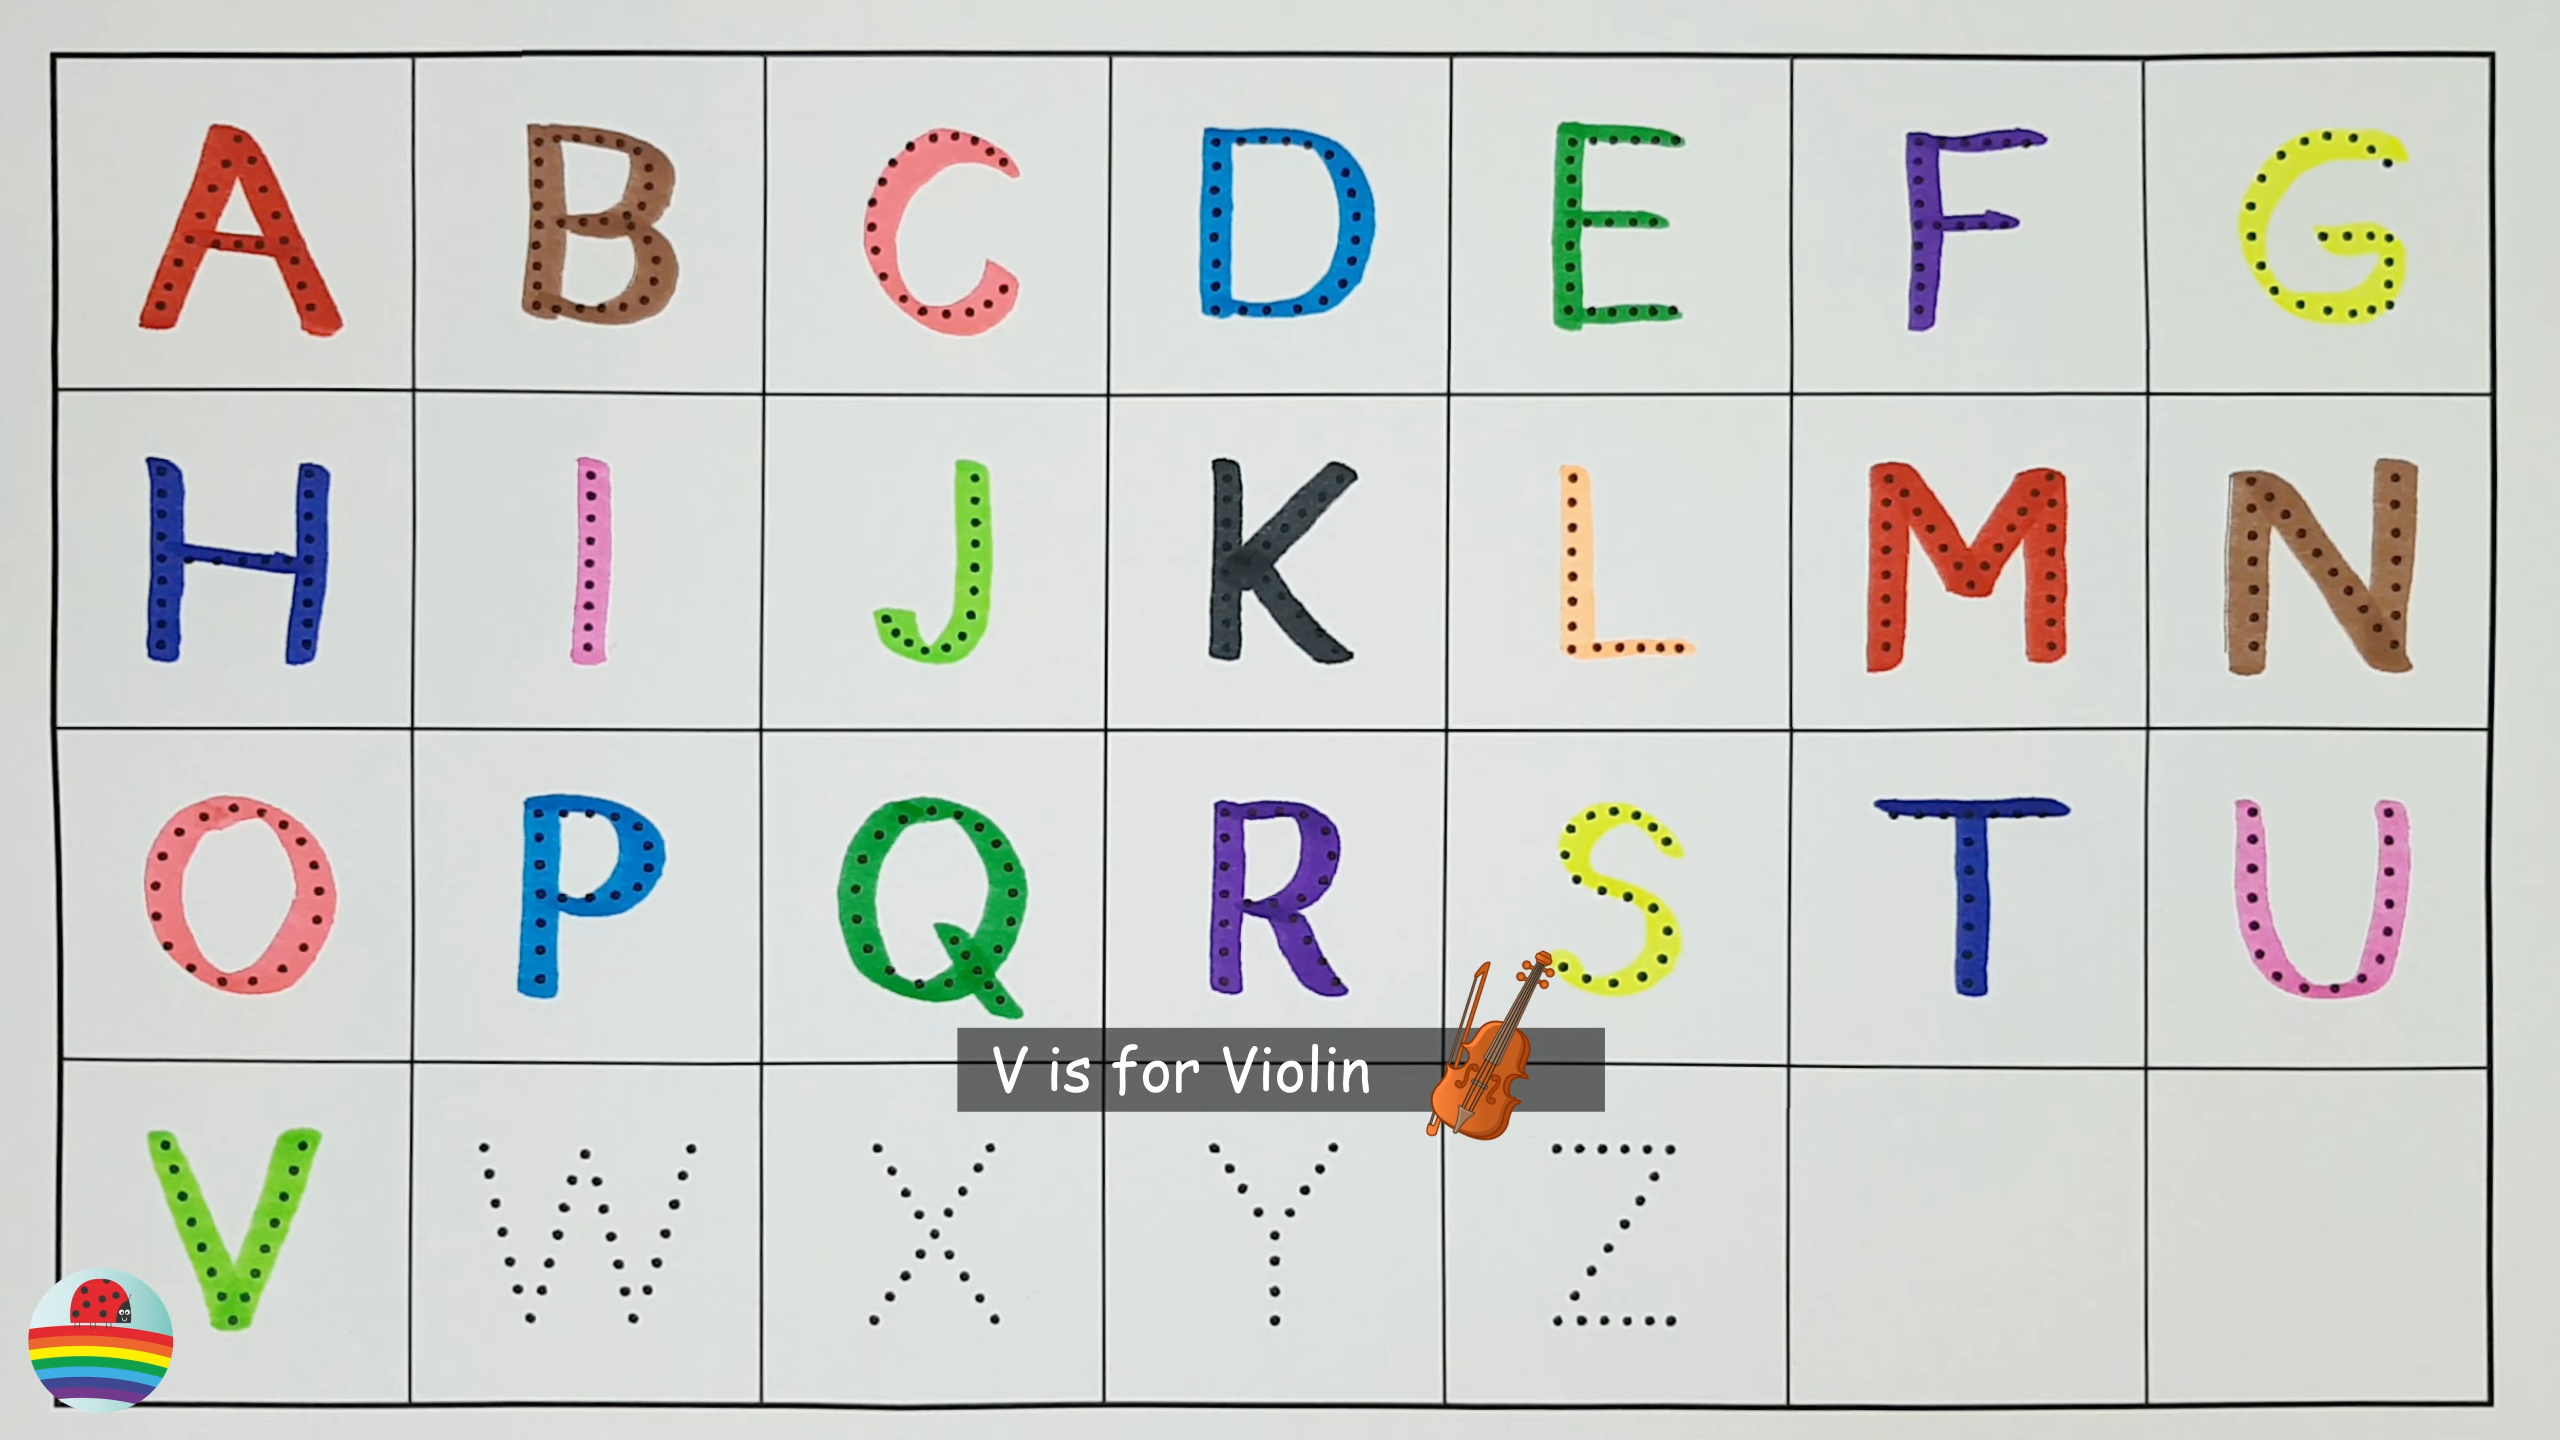 A B C D E F G
H I J K L M N
O P Q R S T U
V is for Violin
V W X Y Z